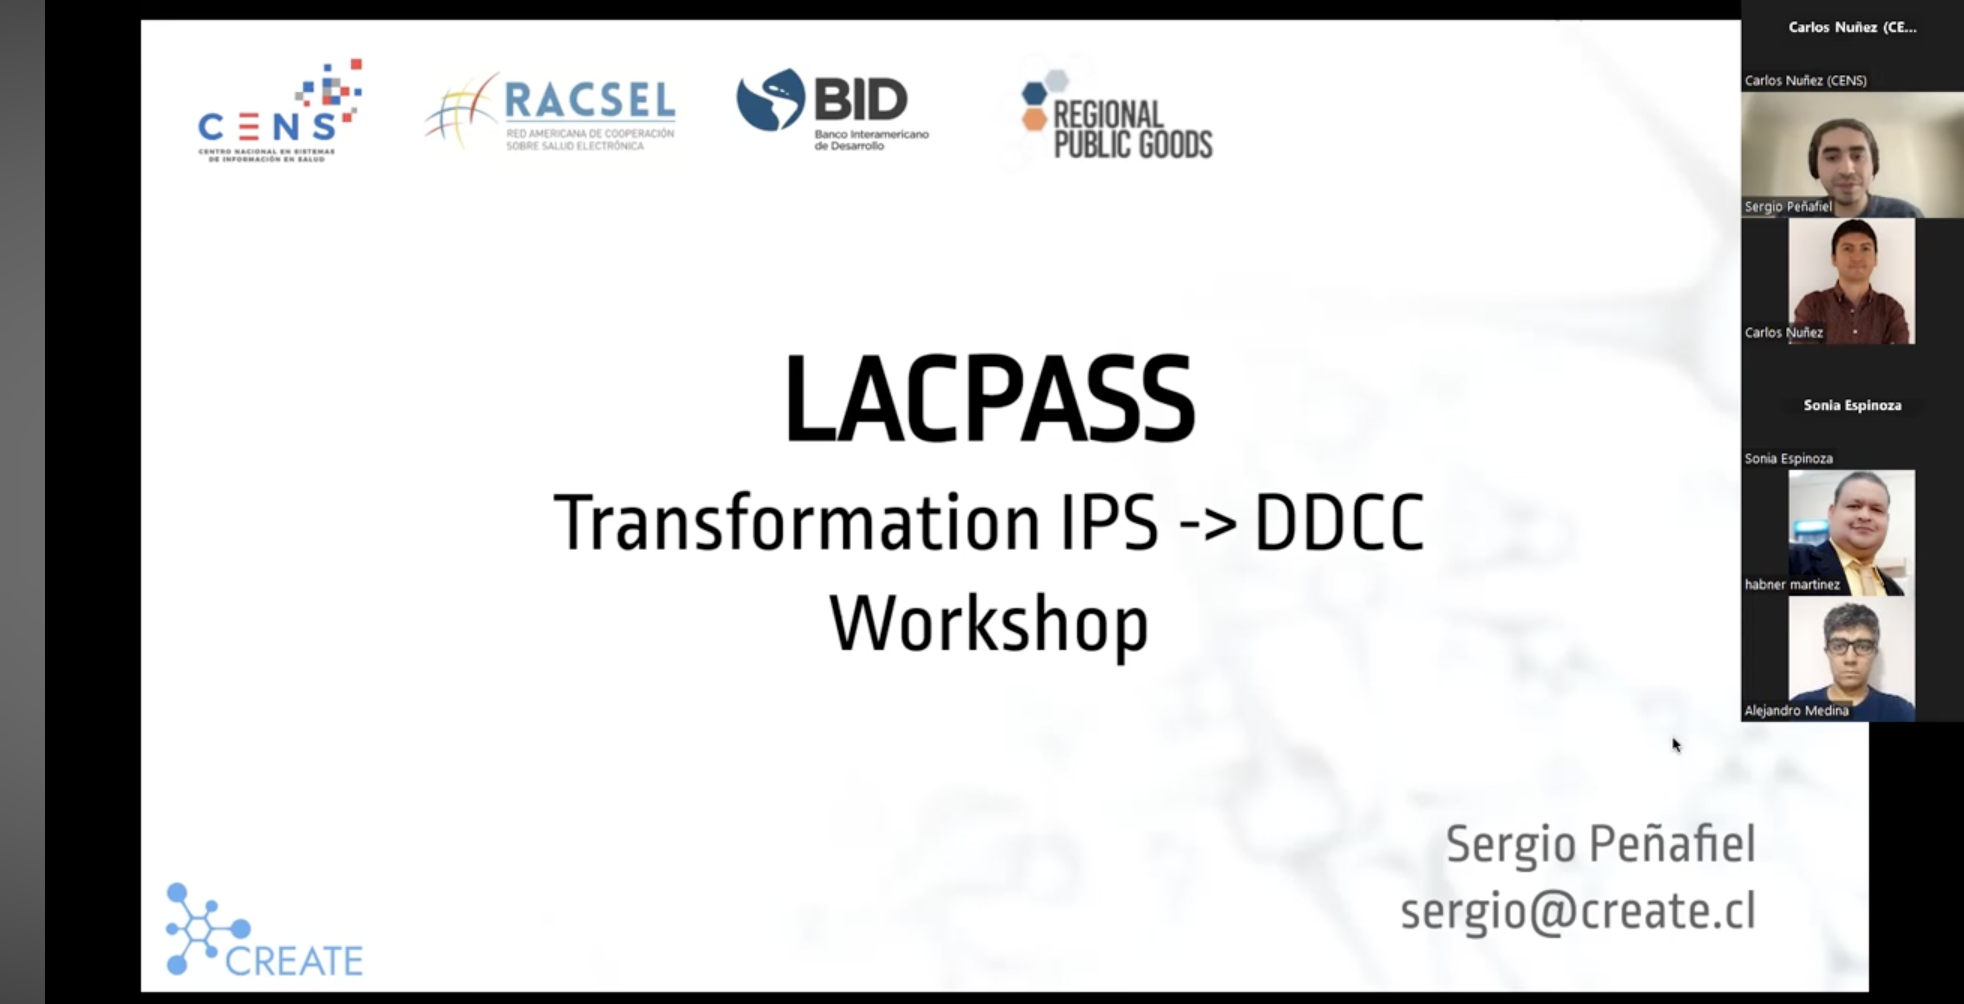 CENS
CENTRO NACIONAL EN SISTEMAS
DE INFORMACIÓN EN SALUD
RACSEL
RED AMERICANA DE COOPERACIÓN
SOBRE SALUD ELECTRÓNICA
BID
Banco Interamericano
de Desarrollo
REGIONAL
PUBLIC GOODS
LACPASS
Transformation IPS -> DDCC
Workshop
Sergio Peñafiel
sergio@create.cl
CREATE
Carlos Nuñez (CE...
Carlos Nuñez (CENS)
Sergio Peñafiel
Carlos Nuñez
Sonia Espinoza
Sonia Espinoza
habner martinez
Alejandro Medina